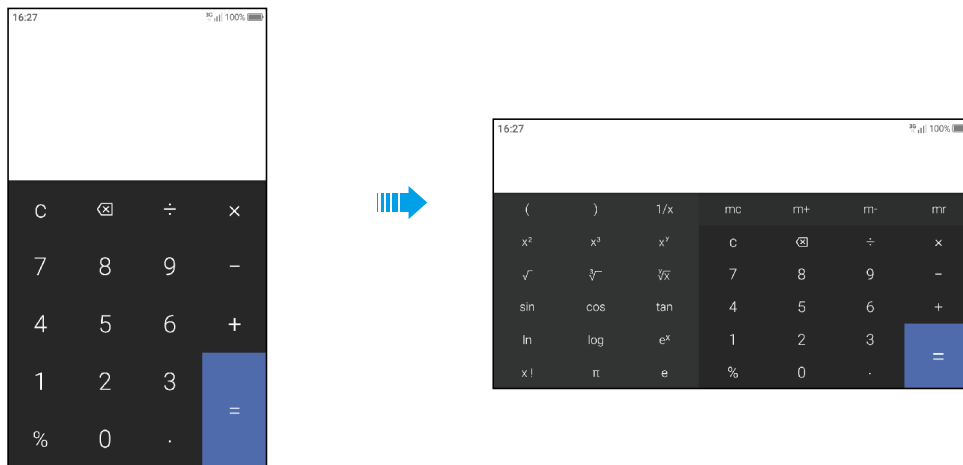 16:27 3G 100%
C ⌫ ÷ ×
7 8 9 −
4 5 6 +
1 2 3
% 0 . =
16:27 3G 100%
( ) 1/x mc m+ m- mr
x² x³ xʸ C ⌫ ÷ ×
√ ∛ ʸ√x 7 8 9 −
sin cos tan 4 5 6 +
ln log eˣ 1 2 3
x! π e % 0 . =